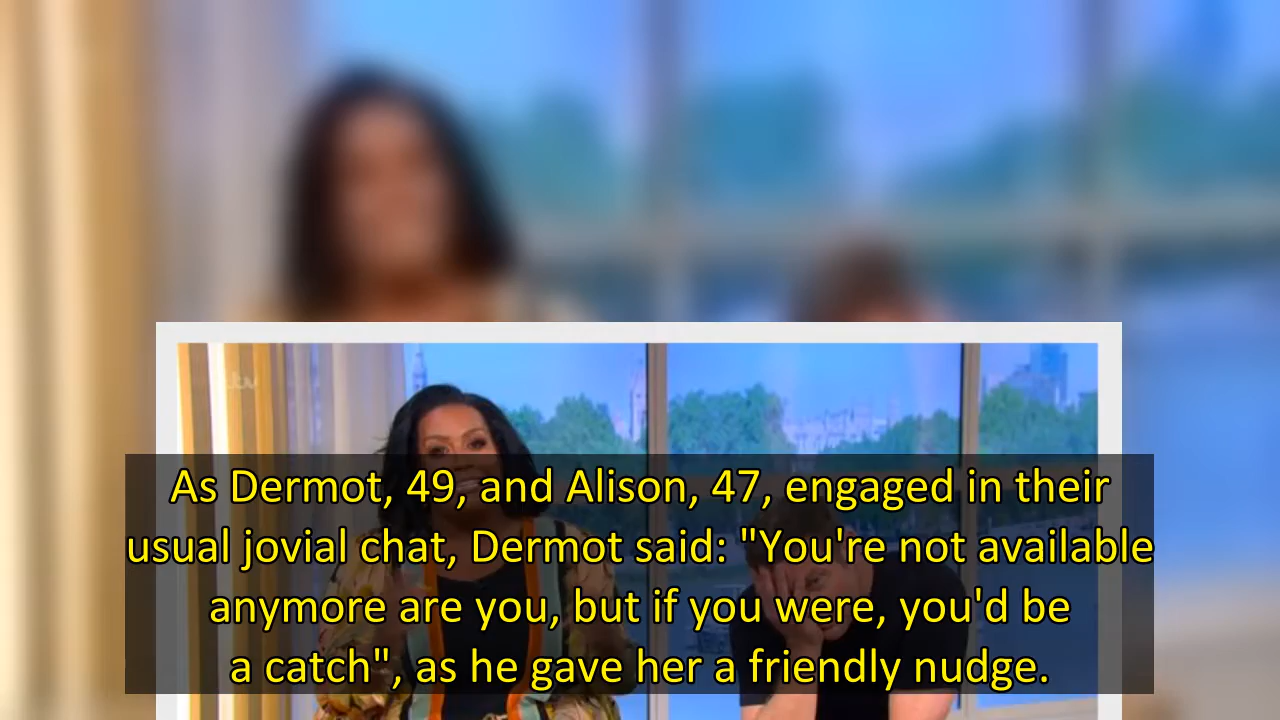 itv
As Dermot, 49, and Alison, 47, engaged in their
usual jovial chat, Dermot said: "You're not available
anymore are you, but if you were, you'd be
a catch", as he gave her a friendly nudge.